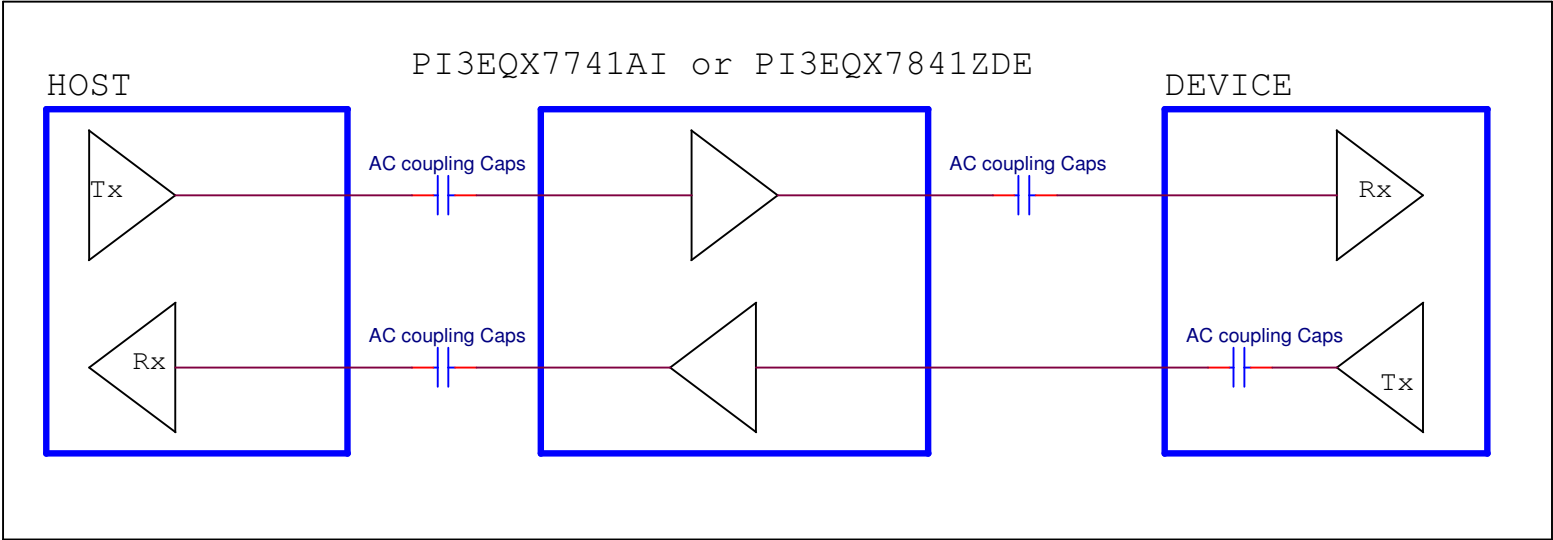 PI3EQX7741AI or PI3EQX7841ZDE
HOST
DEVICE
AC coupling Caps
AC coupling Caps
Tx
Rx
AC coupling Caps
AC coupling Caps
Rx
Tx